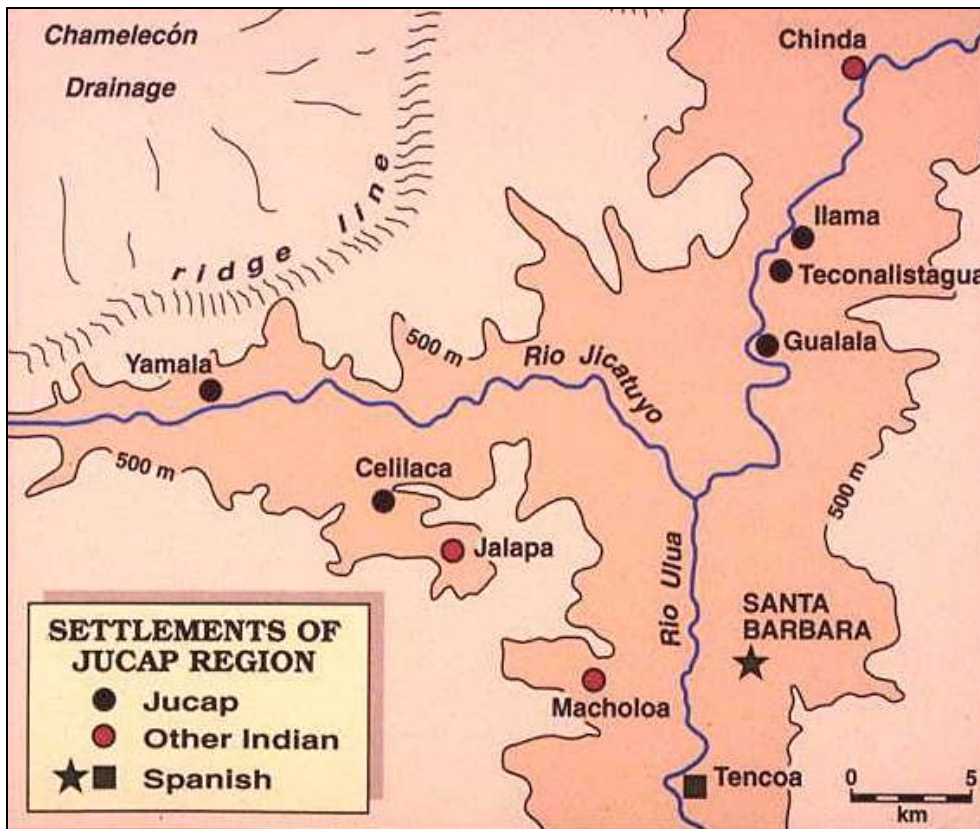 Chamelecón
Drainage
Chinda
ridge line
Ilama
Teconalistagua
Gualala
500 m
Rio Jicatuyo
Yamala
500 m
Celilaca
500 m
Jalapa
Rio Ulua
SANTA
BARBARA
Macholoa
Tencoa
SETTLEMENTS OF
JUCAP REGION
Jucap
Other Indian
Spanish
0 5
km